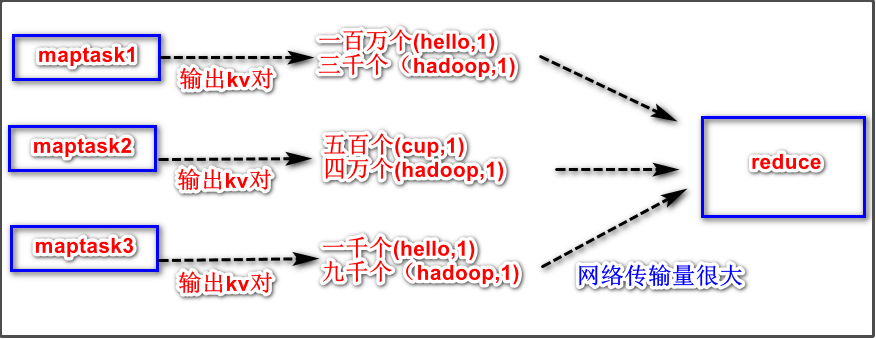 maptask1
输出kv对
一百万个(hello,1)
三千个（hadoop,1)
maptask2
输出kv对
五百个(cup,1)
四万个(hadoop,1)
reduce
maptask3
输出kv对
一千个(hello,1)
九千个（hadoop,1)
网络传输量很大